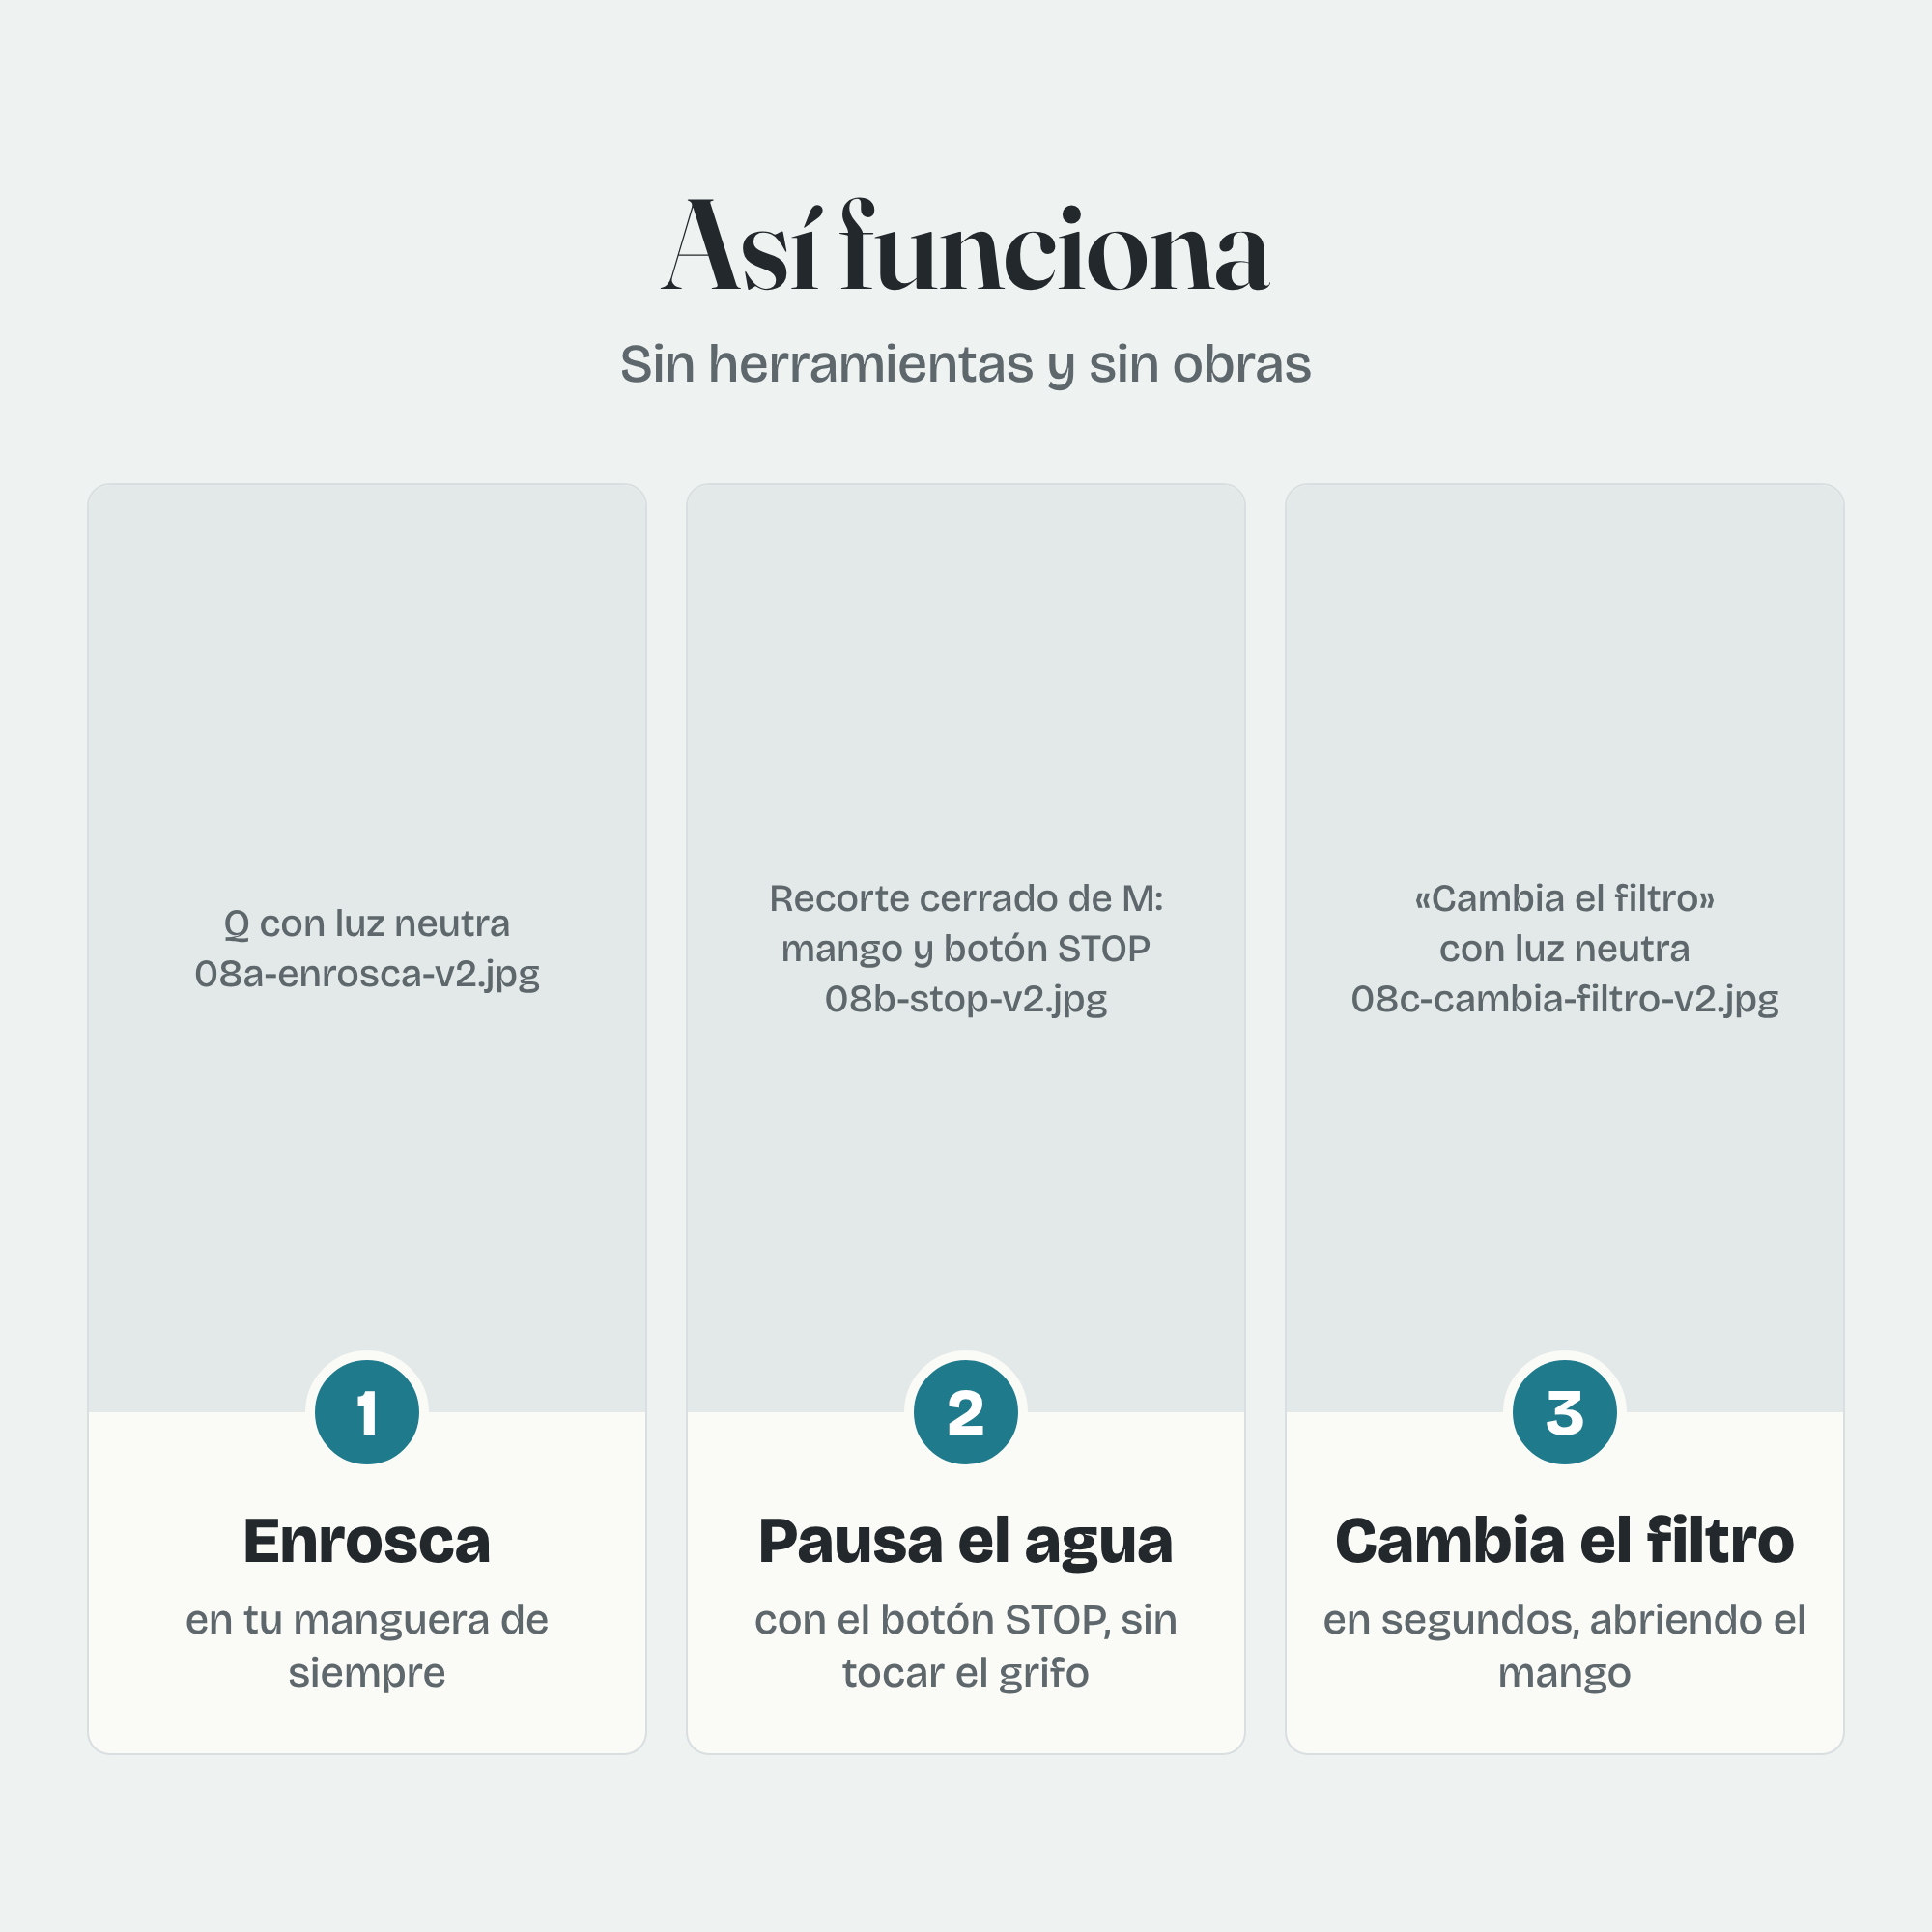 Así funciona
Sin herramientas y sin obras
Q con luz neutra
08a-enrosca-v2.jpg
Recorte cerrado de M:
mango y botón STOP
08b-stop-v2.jpg
«Cambia el filtro»
con luz neutra
08c-cambia-filtro-v2.jpg
1
Enrosca
en tu manguera de
siempre
2
Pausa el agua
con el botón STOP, sin
tocar el grifo
3
Cambia el filtro
en segundos, abriendo el
mango